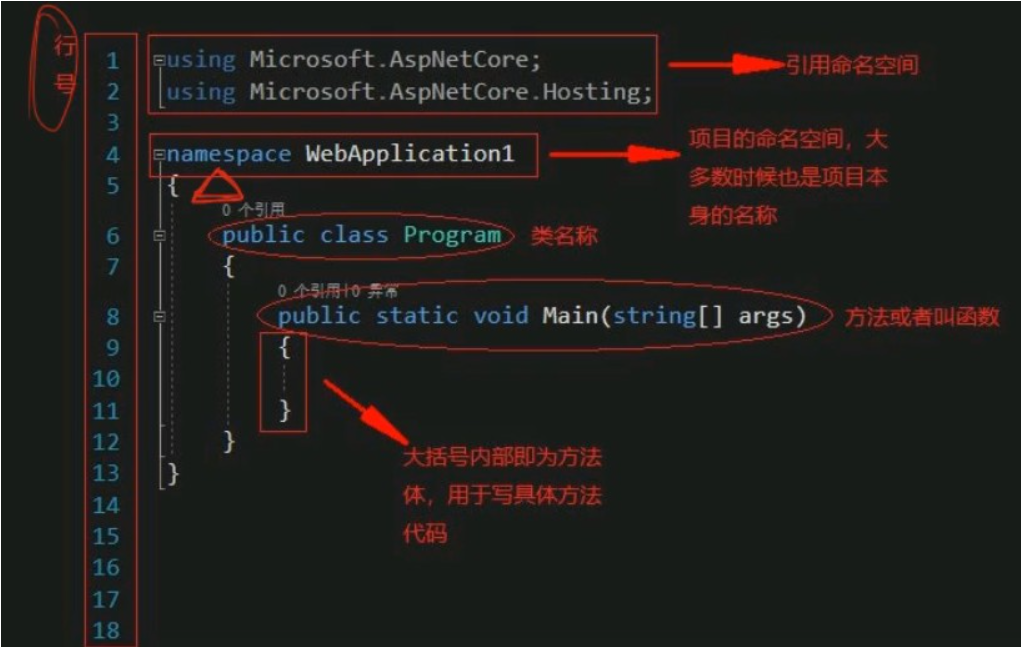 行
号
1 using Microsoft.AspNetCore; 引用命名空间
2 using Microsoft.AspNetCore.Hosting;
3
4 namespace WebApplication1 项目的命名空间，大
多数时候也是项目本
身的名称
5 {
0 个引用
6 public class Program 类名称
7 {
0 个引用|0 异常
8 public static void Main(string[] args) 方法或者叫函数
9 {
10
11 }
12 }
大括号内部即为方法
13 }
体，用于写具体方法
14
代码
15
16
17
18